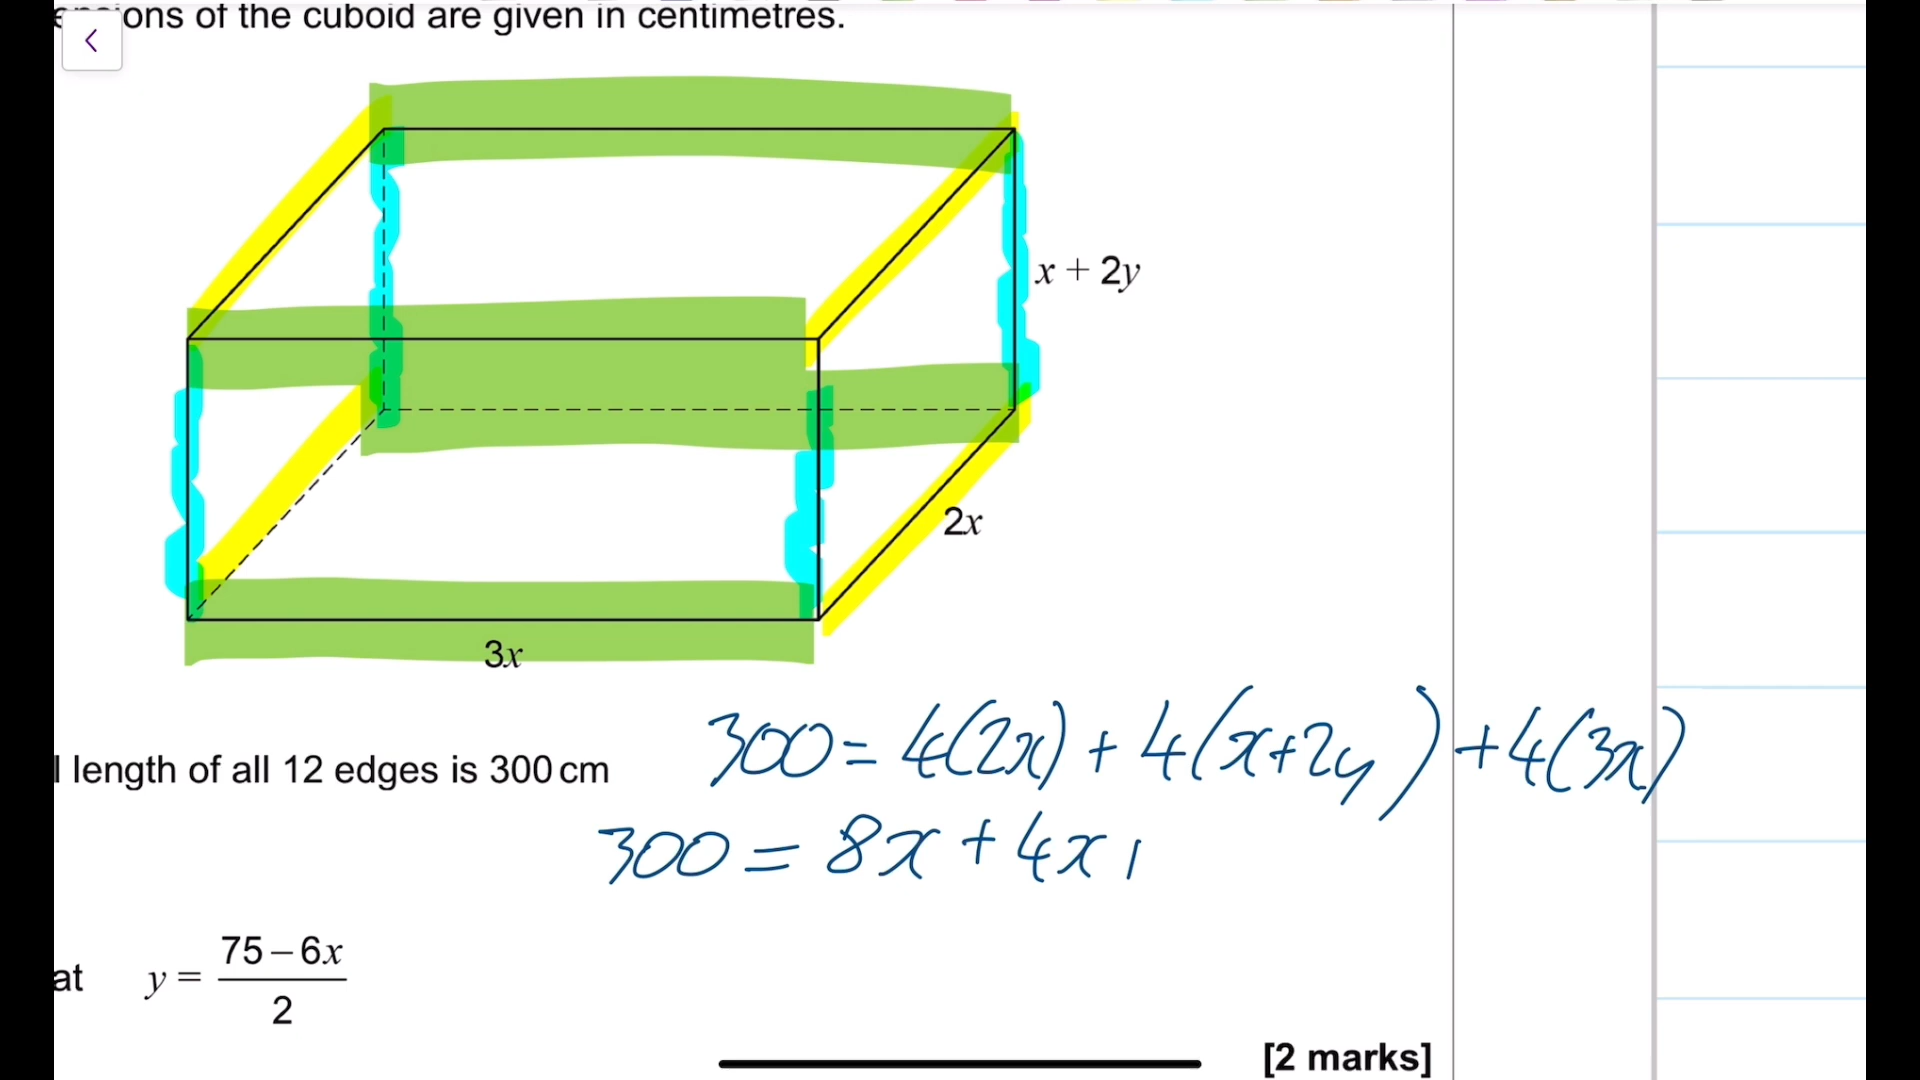 ons of the cuboid are given in centimetres.
x + 2y
2x
3x
300 = 4(2x) + 4(x+2y) + 4(3x)
l length of all 12 edges is 300 cm
300 = 8x + 4x
at y = 75 – 6x
2
[2 marks]